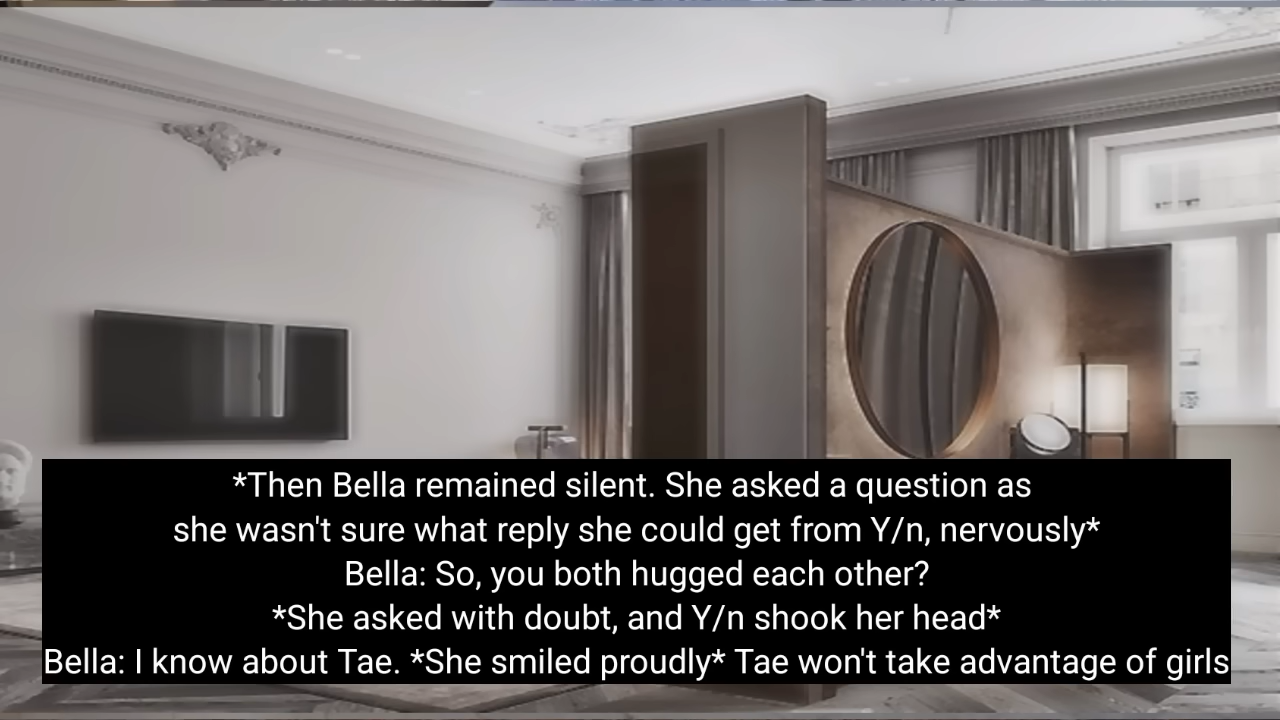 *Then Bella remained silent. She asked a question as
she wasn't sure what reply she could get from Y/n, nervously*
Bella: So, you both hugged each other?
*She asked with doubt, and Y/n shook her head*
Bella: I know about Tae. *She smiled proudly* Tae won't take advantage of girls